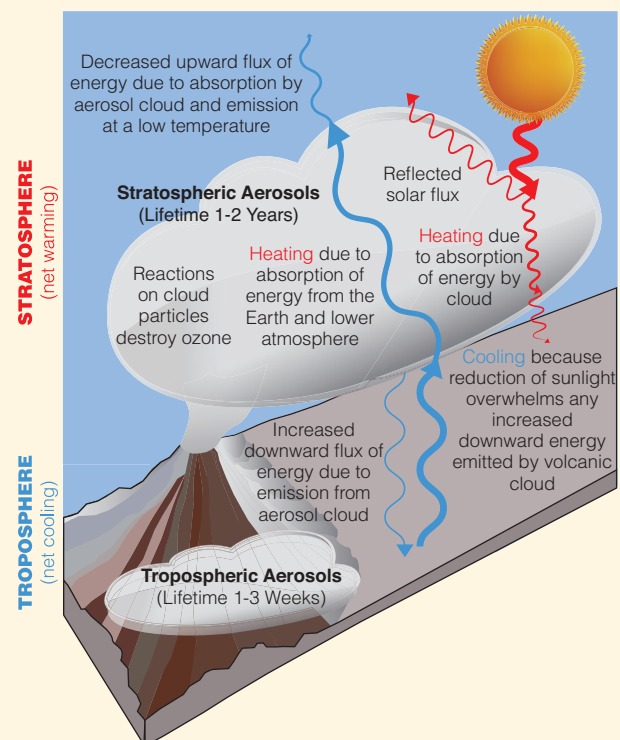 Decreased upward flux of
energy due to absorption by
aerosol cloud and emission
at a low temperature
STRATOSPHERE
(net warming)
Stratospheric Aerosols
(Lifetime 1-2 Years)
Reflected
solar flux
Reactions
on cloud
particles
destroy ozone
Heating due to
absorption of
energy from the
Earth and lower
atmosphere
Heating due
to absorption
of energy by
cloud
Cooling because
reduction of sunlight
overwhelms any
increased
downward energy
emitted by volcanic
cloud
Increased
downward flux of
energy due to
emission from
aerosol cloud
TROPOSPHERE
(net cooling)
Tropospheric Aerosols
(Lifetime 1-3 Weeks)